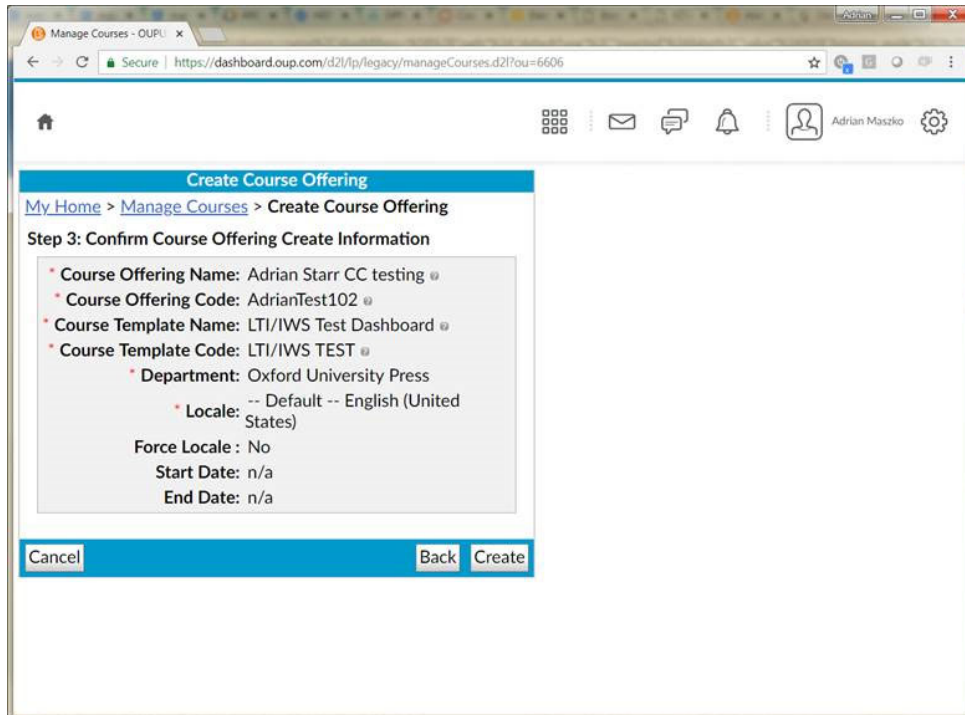 Adrian
Manage Courses - OUPU
Secure | https://dashboard.oup.com/d2l/lp/legacy/manageCourses.d2l?ou=6606
Adrian Maszko
Create Course Offering
My Home > Manage Courses > Create Course Offering
Step 3: Confirm Course Offering Create Information
* Course Offering Name: Adrian Starr CC testing
* Course Offering Code: AdrianTest102
* Course Template Name: LTI/IWS Test Dashboard
* Course Template Code: LTI/IWS TEST
* Department: Oxford University Press
* Locale: -- Default -- English (United
States)
Force Locale : No
Start Date: n/a
End Date: n/a
Cancel Back Create